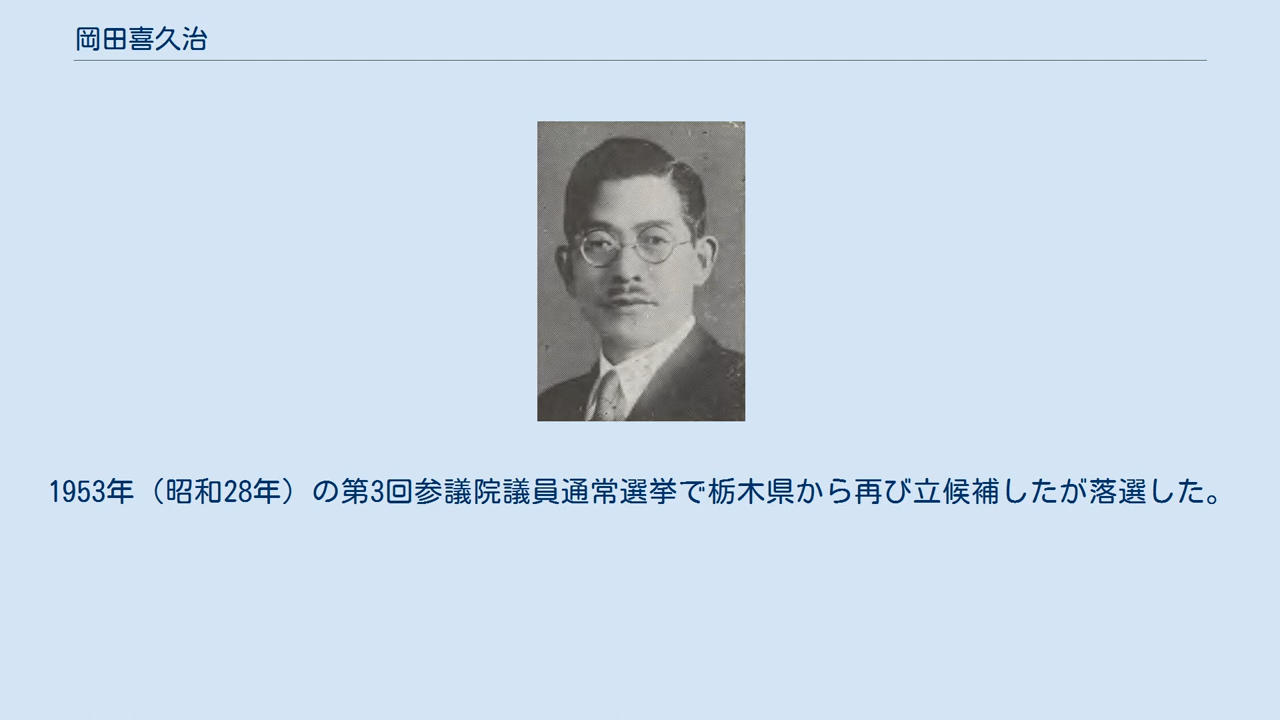 岡田喜久治
1953年（昭和28年）の第3回参議院議員通常選挙で栃木県から再び立候補したが落選した。